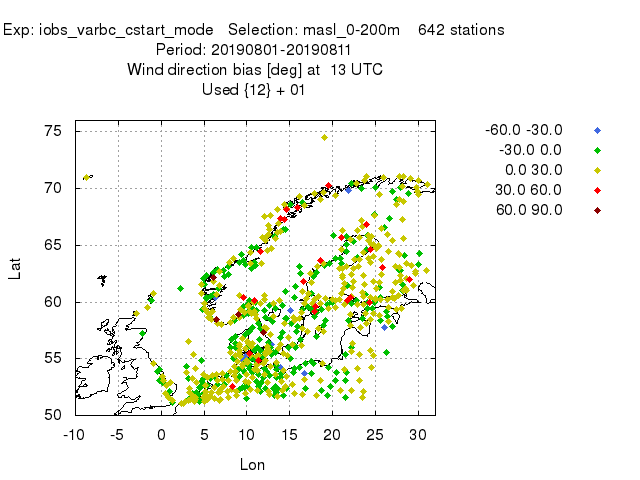 Exp: iobs_varbc_cstart_mode   Selection: masl_0-200m    642 stations
Period: 20190801-20190811
Wind direction bias [deg] at  13 UTC
Used {12} + 01
-60.0 -30.0
-30.0 0.0
0.0 30.0
30.0 60.0
60.0 90.0
75
70
65
60
55
50
Lat
-10 -5 0 5 10 15 20 25 30
Lon